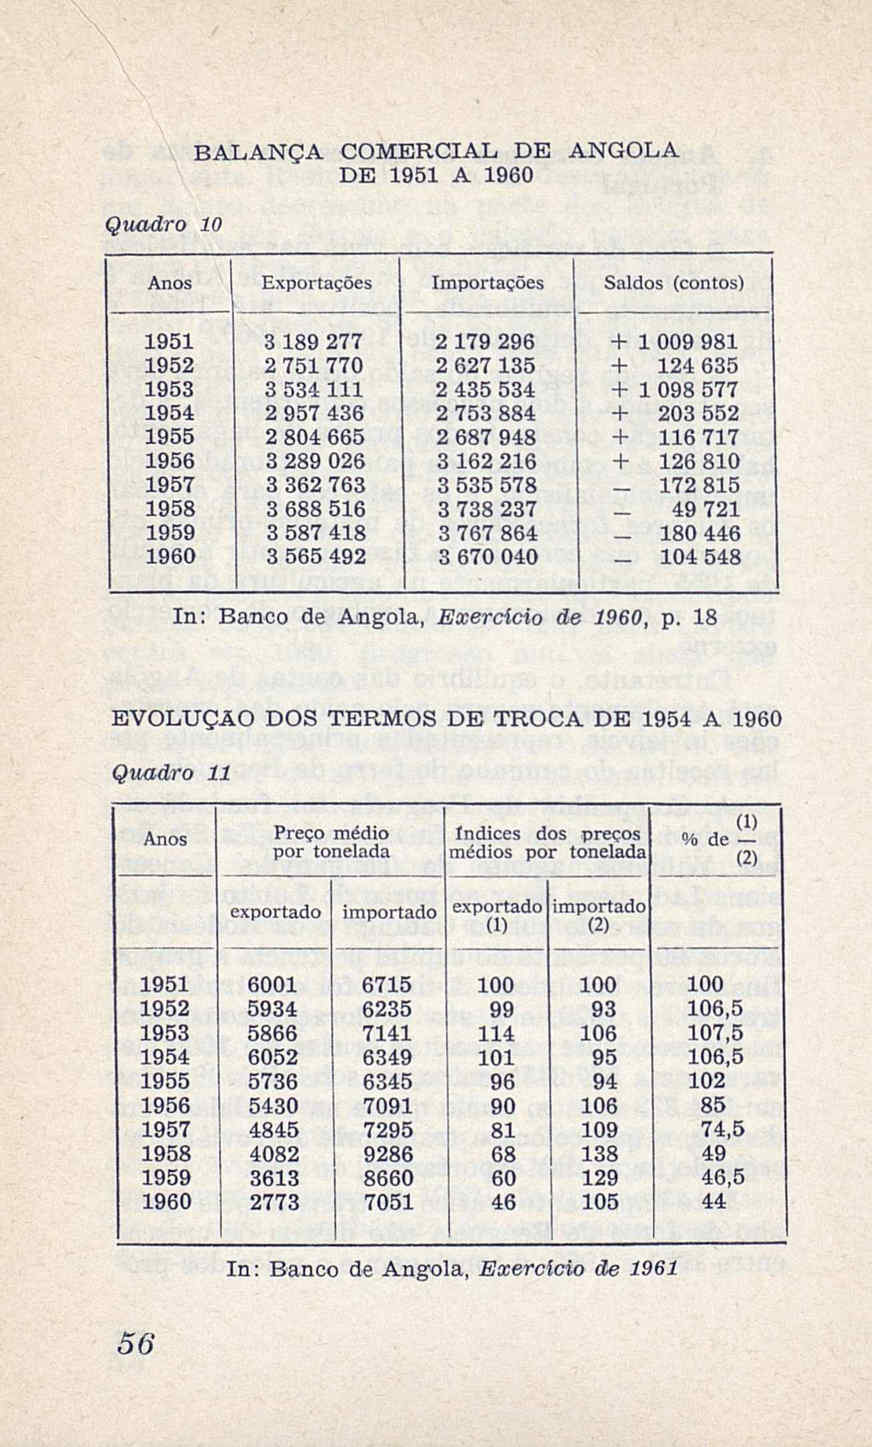 BALANÇA COMERCIAL DE ANGOLA
DE 1951 A 1960
Quadro 10
Anos Exportações Importações Saldos (contos)
1951 3 189 277 2 179 296 + 1 009 981
1952 2 751 770 2 627 135 + 124 635
1953 3 534 111 2 435 534 + 1 098 577
1954 2 957 436 2 753 884 + 203 552
1955 2 804 665 2 687 948 + 116 717
1956 3 289 026 3 162 216 + 126 810
1957 3 362 763 3 535 578 — 172 815
1958 3 688 516 3 738 237 — 49 721
1959 3 587 418 3 767 864 — 180 446
1960 3 565 492 3 670 040 — 104 548
In: Banco de Angola, Exercício de 1960, p. 18
EVOLUÇAO DOS TERMOS DE TROCA DE 1954 A 1960
Quadro 11
Anos Preço médio por tonelada Índices dos preços médios por tonelada % de (1) — (2)
exportado importado exportado (1) importado (2)
1951 6001 6715 100 100 100
1952 5934 6235 99 93 106,5
1953 5866 7141 114 106 107,5
1954 6052 6349 101 95 106,5
1955 5736 6345 96 94 102
1956 5430 7091 90 106 85
1957 4845 7295 81 109 74,5
1958 4082 9286 68 138 49
1959 3613 8660 60 129 46,5
1960 2773 7051 46 105 44
In: Banco de Angola, Exercício de 1961
56